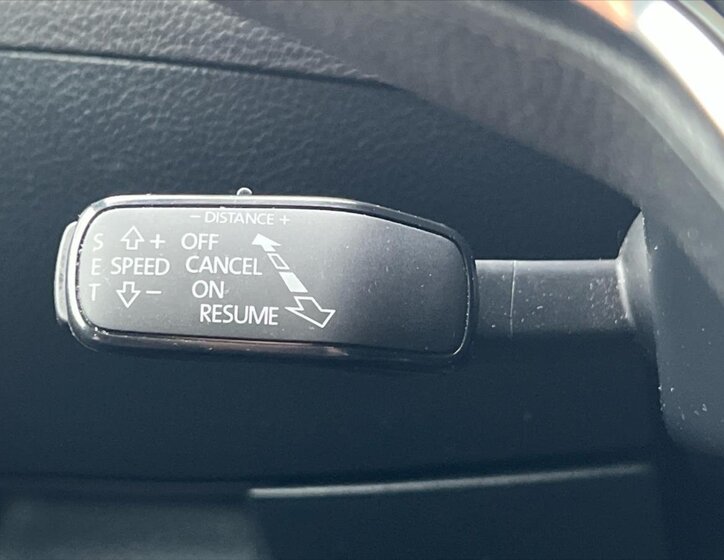 - DISTANCE +
S + OFF
E SPEED CANCEL
T - ON
RESUME